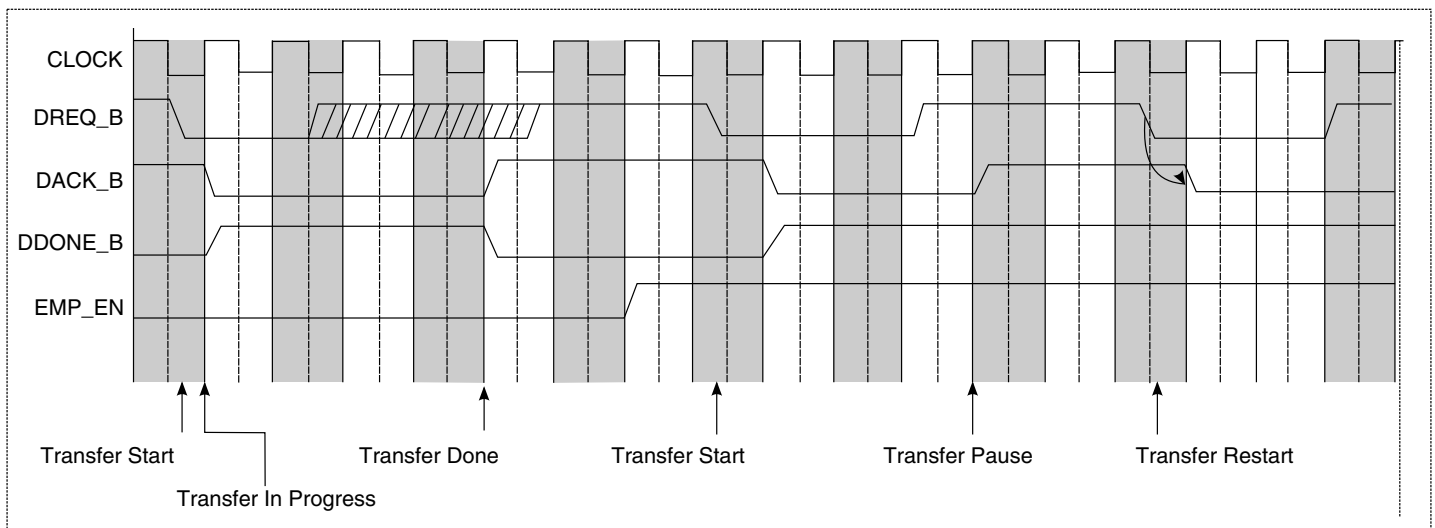 CLOCK
DREQ_B
DACK_B
DDONE_B
EMP_EN
Transfer Start
Transfer Done
Transfer Start
Transfer Pause
Transfer Restart
Transfer In Progress